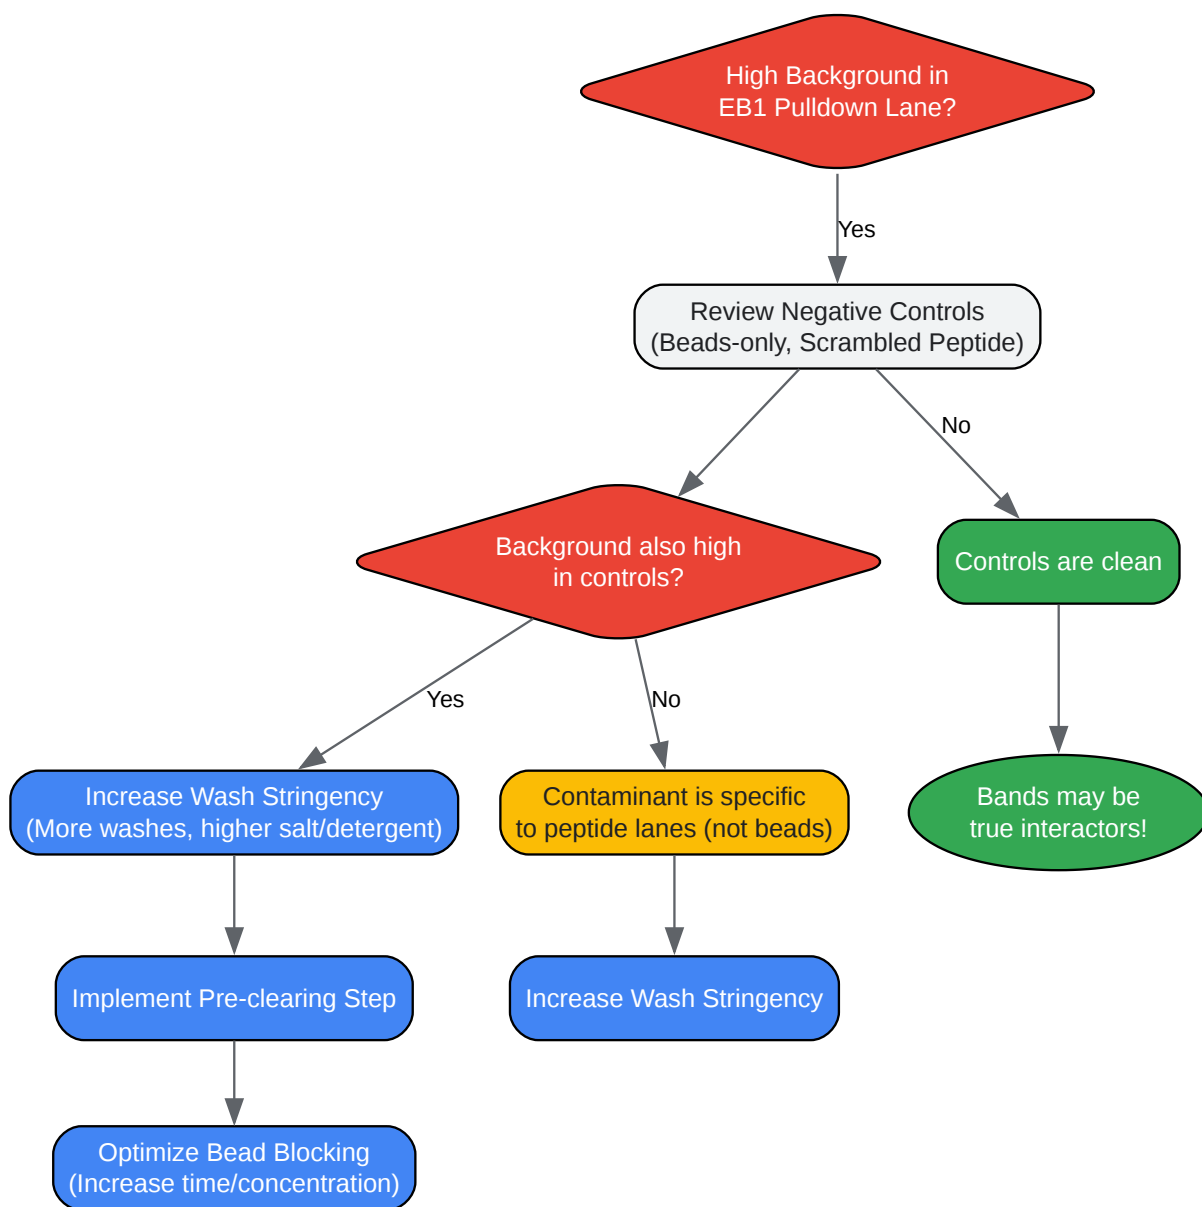 High Background in
EB1 Pulldown Lane?
Yes
Review Negative Controls
(Beads-only, Scrambled Peptide)
No
Background also high
in controls?
Controls are clean
Yes
No
Increase Wash Stringency
(More washes, higher salt/detergent)
Contaminant is specific
to peptide lanes (not beads)
Bands may be
true interactors!
Implement Pre-clearing Step
Increase Wash Stringency
Optimize Bead Blocking
(Increase time/concentration)